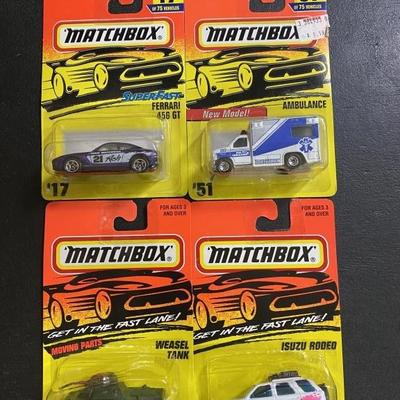 17
OF 75 VEHICLES
MATCHBOX®
SUPERFAST
FERRARI
456 GT
21
#17
OF 75 VEHICLES
MATCHBOX®
AMBULANCE
New Model!
#51
FOR AGES 3
AND OVER
MATCHBOX®
GET IN THE FAST LANE!
MOVING PARTS
WEASEL
TANK
FOR AGES 3
AND OVER
MATCHBOX®
GET IN THE FAST LANE!
ISUZU RODEO